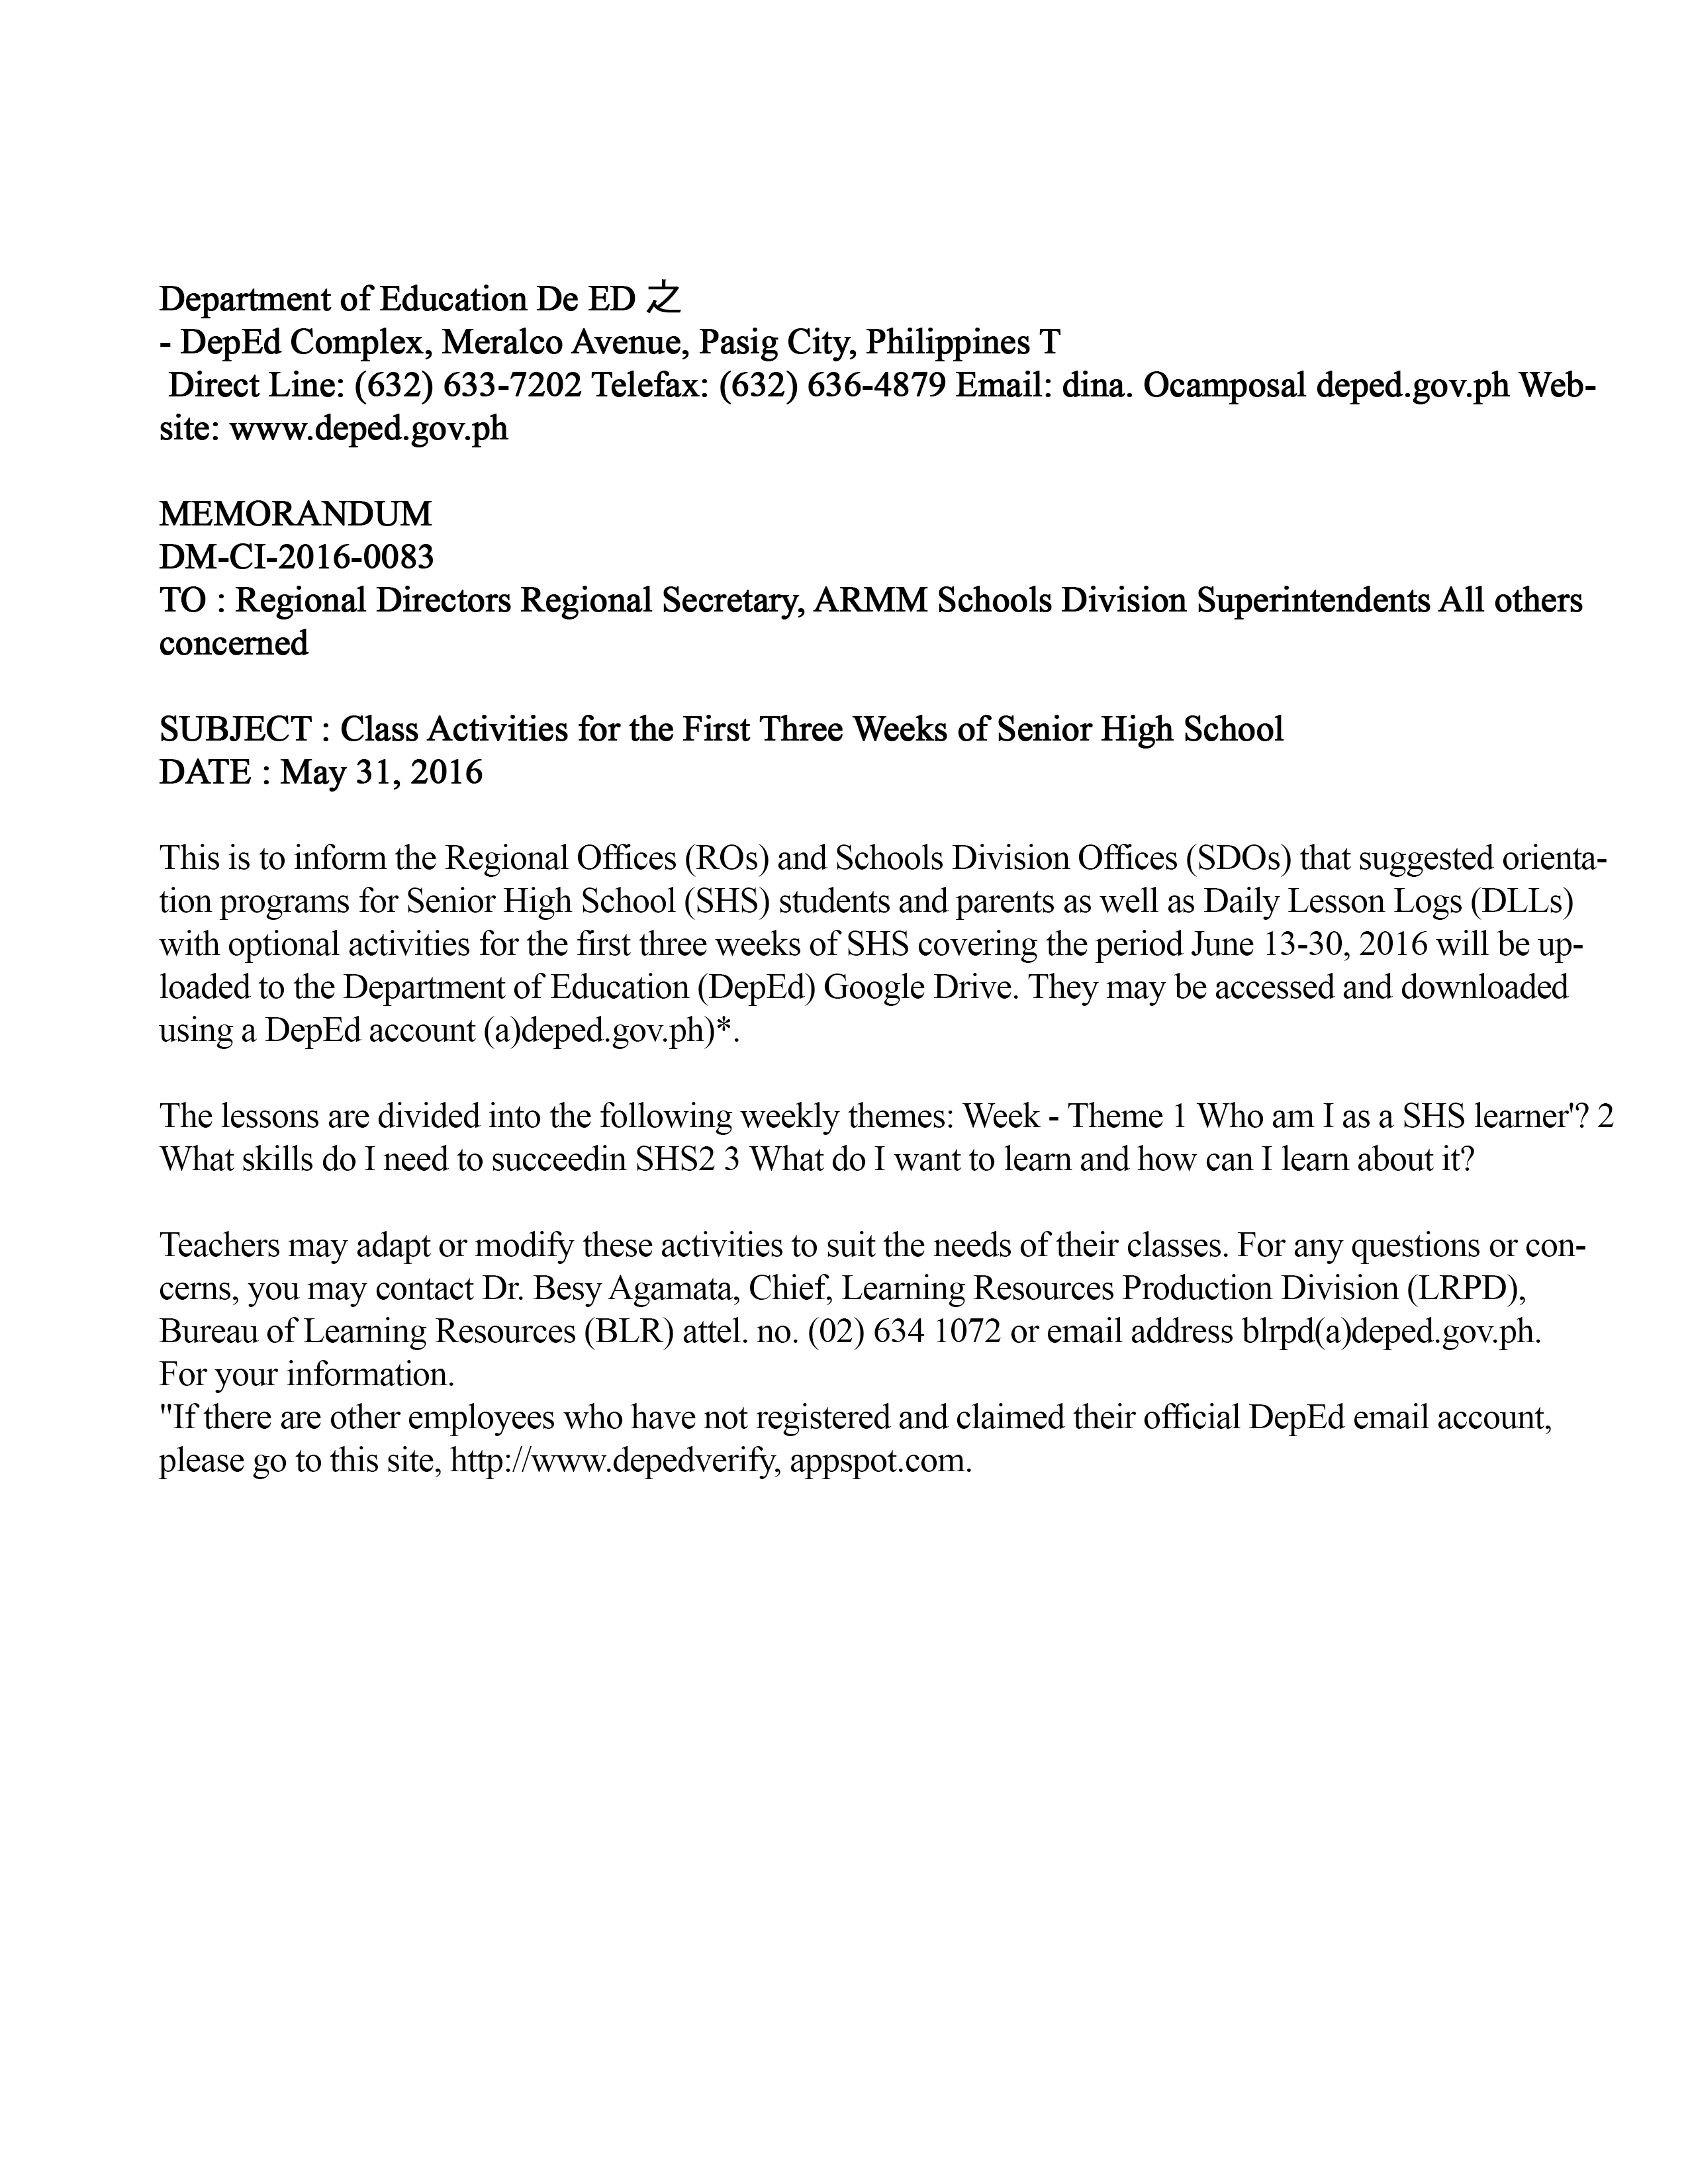 Department of Education De ED 之
- DepEd Complex, Meralco Avenue, Pasig City, Philippines T
Direct Line: (632) 633-7202 Telefax: (632) 636-4879 Email: dina. Ocamposal deped.gov.ph Web-
site: www.deped.gov.ph
MEMORANDUM
DM-CI-2016-0083
TO : Regional Directors Regional Secretary, ARMM Schools Division Superintendents All others
concerned
SUBJECT : Class Activities for the First Three Weeks of Senior High School
DATE : May 31, 2016
This is to inform the Regional Offices (ROs) and Schools Division Offices (SDOs) that suggested orienta-
tion programs for Senior High School (SHS) students and parents as well as Daily Lesson Logs (DLLs)
with optional activities for the first three weeks of SHS covering the period June 13-30, 2016 will be up-
loaded to the Department of Education (DepEd) Google Drive. They may be accessed and downloaded
using a DepEd account (a)deped.gov.ph)*.
The lessons are divided into the following weekly themes: Week - Theme 1 Who am I as a SHS learner'? 2
What skills do I need to succeedin SHS2 3 What do I want to learn and how can I learn about it?
Teachers may adapt or modify these activities to suit the needs of their classes. For any questions or con-
cerns, you may contact Dr. Besy Agamata, Chief, Learning Resources Production Division (LRPD),
Bureau of Learning Resources (BLR) attel. no. (02) 634 1072 or email address blrpd(a)deped.gov.ph.
For your information.
"If there are other employees who have not registered and claimed their official DepEd email account,
please go to this site, http://www.depedverify, appspot.com.